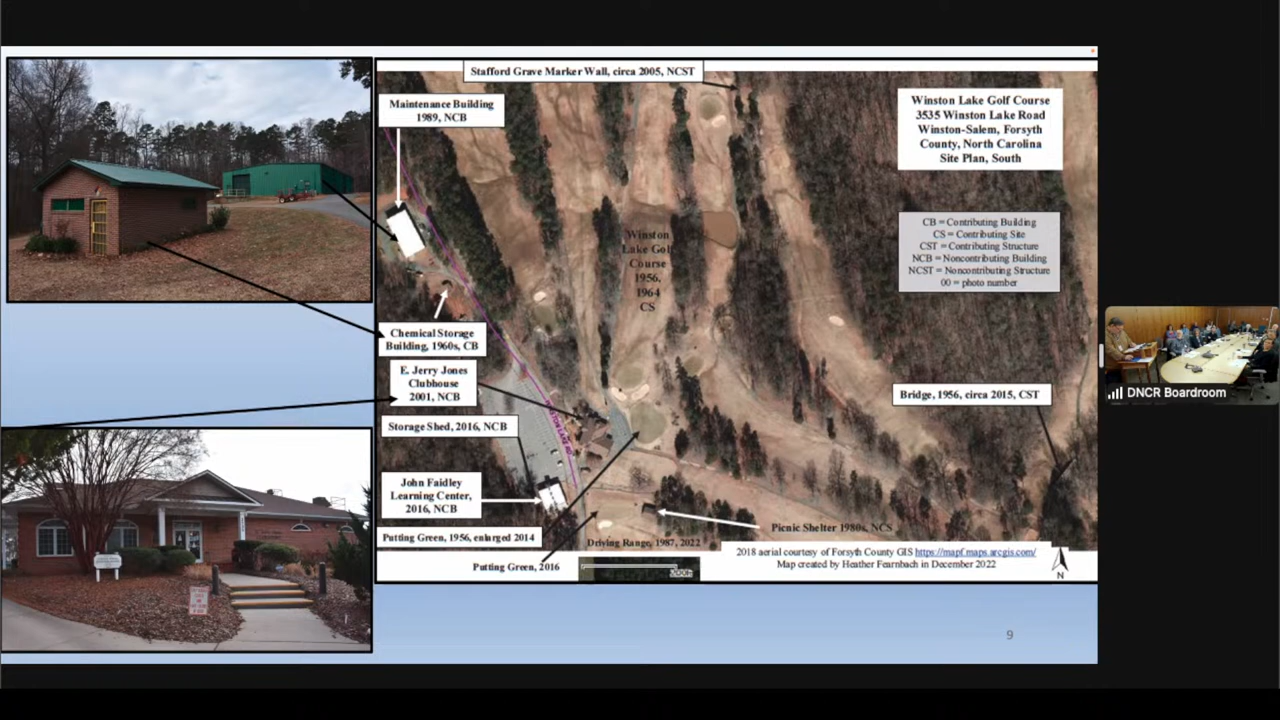 Stafford Grave Marker Wall, circa 2005, NCST
Maintenance Building
1989, NCB
Winston Lake Golf Course
3535 Winston Lake Road
Winston-Salem, Forsyth
County, North Carolina
Site Plan, South
CB = Contributing Building
CS = Contributing Site
CST = Contributing Structure
NCB = Noncontributing Building
NCST = Noncontributing Structure
00 = photo number
Winston
Lake Gol
Course
1956,
1964
CS
Chemical Storage
Building, 1960s, CB
E. Jerry Jones
Clubhouse
2001, NCB
Storage Shed, 2016, NCB
Bridge, 1956, circa 2015, CST
DNCR Boardroom
John Faidley
Learning Center,
2016, NCB
Picnic Shelter 1980s, NCS
Putting Green, 1956, enlarged 2014
Driving Range, 1987, 2022
Putting Green, 2016
2018 aerial courtesy of Forsyth County GIS https://mapf.maps.arcgis.com/
Map created by Heather Fearnbach in December 2022
N
9